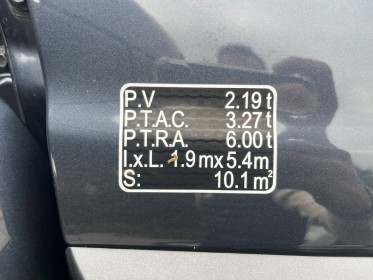 P.V 2.19 t
P.T.A.C. 3.27 t
P.T.R.A. 6.00 t
l.x L. 1.9 m x 5.4 m
S: 10.1 m²